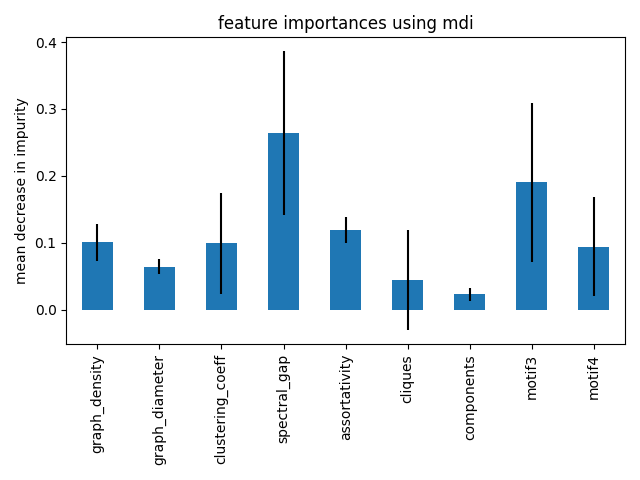 feature importances using mdi
mean decrease in impurity
0.4
0.3
0.2
0.1
0.0
graph_density
graph_diameter
clustering_coeff
spectral_gap
assortativity
cliques
components
motif3
motif4